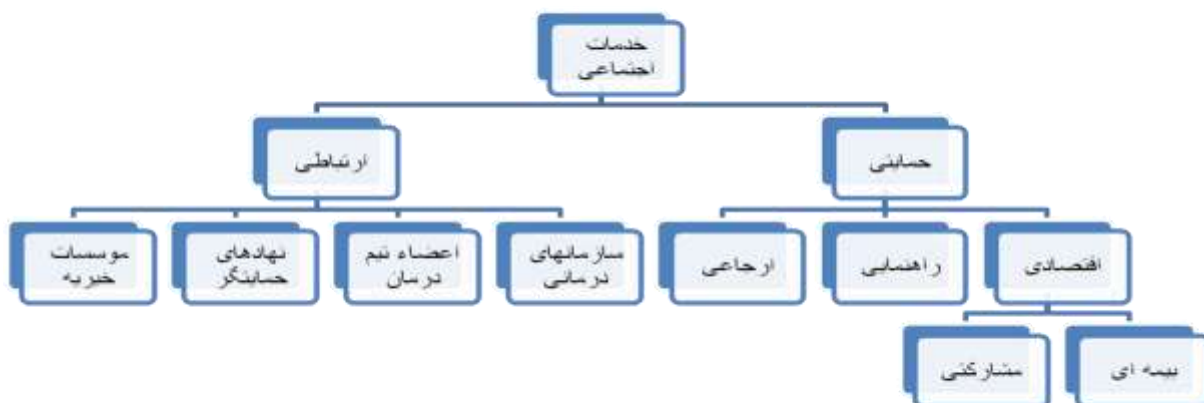 خدمات
اجتماعی
حمایتی
ارتباطی
اقتصادی
راهنمایی
ارجاعی
سازمانهای
درمانی
اعضاء تیم
درمان
نهادهای
حمایتگر
موسسات
خیریه
بیمه ای
مشارکتی